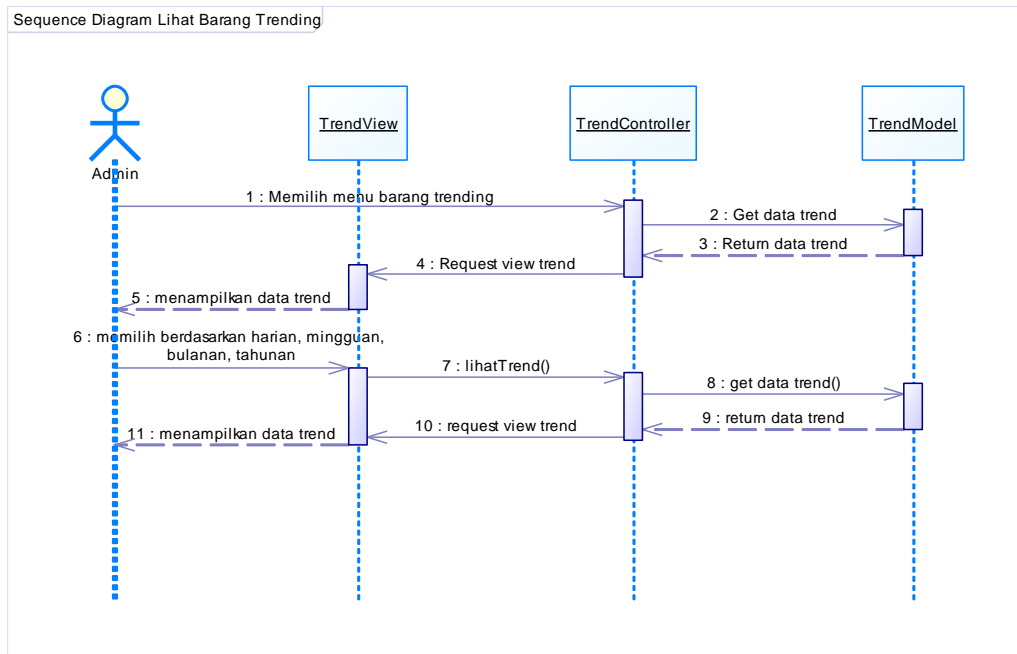 Sequence Diagram Lihat Barang Trending
TrendView
TrendController
TrendModel
Admin
1 : Memilih menu barang trending
2 : Get data trend
3 : Return data trend
4 : Request view trend
5 : menampilkan data trend
6 : memilih berdasarkan harian, mingguan,
bulanan, tahunan
7 : lihatTrend()
8 : get data trend()
9 : return data trend
10 : request view trend
11 : menampilkan data trend